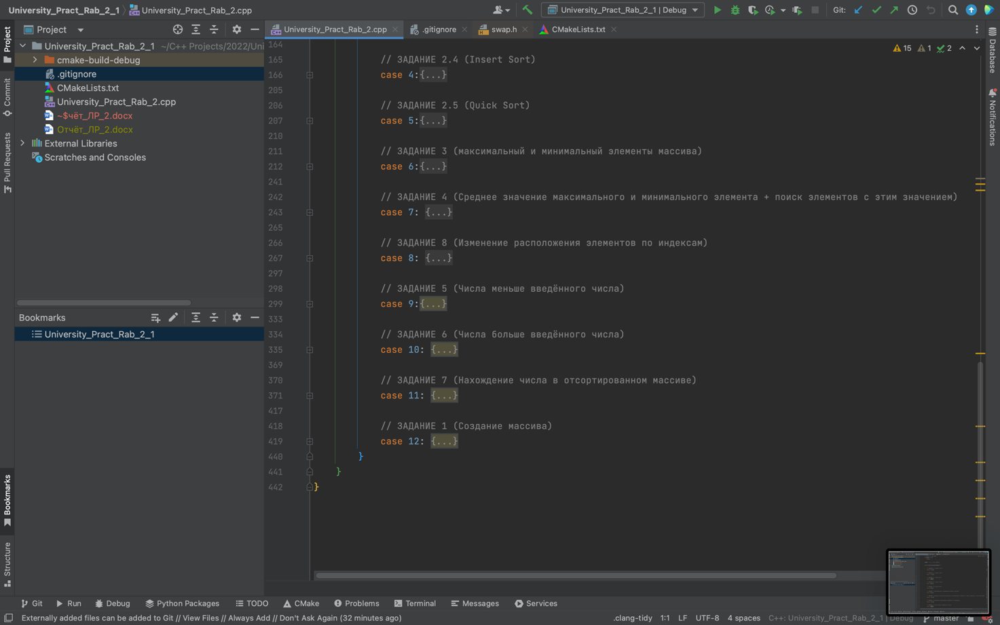 University_Pract_Rab_2_1 University_Pract_Rab_2.cpp University_Pract_Rab_2_1 | Debug Git:
Project
University_Pract_Rab_2.cpp .gitignore swap.h CMakeLists.txt
Project
Commit
Pull Requests
Bookmarks
Structure
University_Pract_Rab_2_1 ~/C++ Projects/2022/Uni
cmake-build-debug
.gitignore
CMakeLists.txt
University_Pract_Rab_2.cpp
~$чёт_ЛР_2.docx
Отчёт_ЛР_2.docx
External Libraries
Scratches and Consoles
Bookmarks
University_Pract_Rab_2_1
15 1 2
164
165 // ЗАДАНИЕ 2.4 (Insert Sort)
166 case 4:{...}
205
206 // ЗАДАНИЕ 2.5 (Quick Sort)
207 case 5:{...}
210
211 // ЗАДАНИЕ 3 (максимальный и минимальный элементы массива)
212 case 6:{...}
241
242 // ЗАДАНИЕ 4 (Среднее значение максимального и минимального элемента + поиск элементов с этим значением)
243 case 7: {...}
265
266 // ЗАДАНИЕ 8 (Изменение расположения элементов по индексам)
267 case 8: {...}
297
298 // ЗАДАНИЕ 5 (Числа меньше введённого числа)
299 case 9:{...}
333
334 // ЗАДАНИЕ 6 (Числа больше введённого числа)
335 case 10: {...}
369
370 // ЗАДАНИЕ 7 (Нахождение числа в отсортированном массиве)
371 case 11: {...}
417
418 // ЗАДАНИЕ 1 (Создание массива)
419 case 12: {...}
440 }
441 }
442 }
Database
Notifications
Git Run Debug Python Packages TODO CMake Problems Terminal Messages Services
Externally added files can be added to Git // View Files // Always Add // Don't Ask Again (32 minutes ago) .clang-tidy 1:1 LF UTF-8 4 spaces C++: University_Pract_Rab_2_1 | Debug master